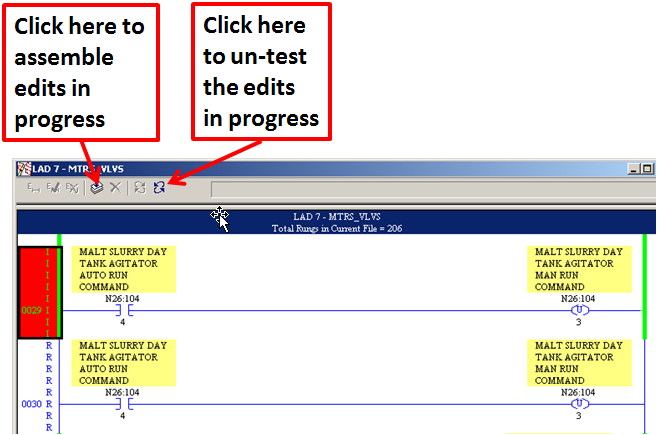 Click here to
assemble
edits in
progress
Click here
to un-test
the edits
in progress
LAD 7 - MTRS_VLVS
LAD 7 - MTRS_VLVS
Total Rungs in Current File = 206
MALT SLURRY DAY
TANK AGITATOR
AUTO RUN
COMMAND
N26:104
4
MALT SLURRY DAY
TANK AGITATOR
MAN RUN
COMMAND
N26:104
U
3
0029
I
I
I
I
I
I
I
I
MALT SLURRY DAY
TANK AGITATOR
AUTO RUN
COMMAND
N26:104
4
MALT SLURRY DAY
TANK AGITATOR
MAN RUN
COMMAND
N26:104
U
3
0030
R
R
R
R
R
R
R
R